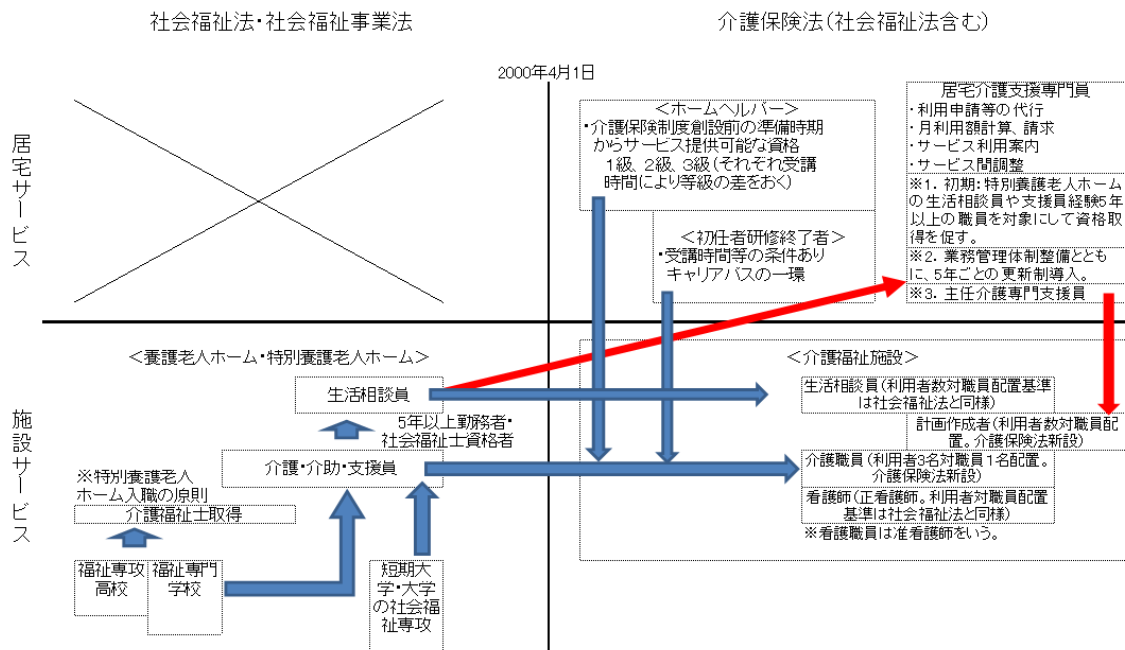 社会福祉法・社会福祉事業法
介護保険法(社会福祉法含む)
2000年4月1日
居宅サービス
<ホームヘルパー>
・介護保険制度創設前の準備時期
からサービス提供可能な資格
1級、2級、3級(それぞれ受講
時間により等級の差をおく)
<初任者研修終了者>
・受講時間等の条件あり
キャリアパスの一環
居宅介護支援専門員
・利用申請等の代行
・月利用額計算、請求
・サービス利用案内
・サービス間調整
※1. 初期:特別養護老人ホーム
の生活相談員や支援員経験5年
以上の職員を対象にして資格取
得を促す。
※2. 業務管理体制整備ととも
に、5年ごとの更新制導入。
※3. 主任介護専門支援員
施設サービス
<養護老人ホーム・特別養護老人ホーム>
生活相談員
5年以上勤務者・
社会福祉士資格者
介護・介助・支援員
※特別養護老人
ホーム入職の原則
介護福祉士取得
福祉専攻
高校
福祉専門
学校
短期大
学・大学
の社会福
祉専攻
<介護福祉施設>
生活相談員(利用者数対職員配置基準
は社会福祉法と同様)
計画作成者(利用者数対職員配
置。介護保険法新設)
介護職員(利用者3名対職員1名配置。
介護保険法新設)
看護師(正看護師。利用者対職員配置
基準は社会福祉法と同様)
※看護職員は准看護師をいう。